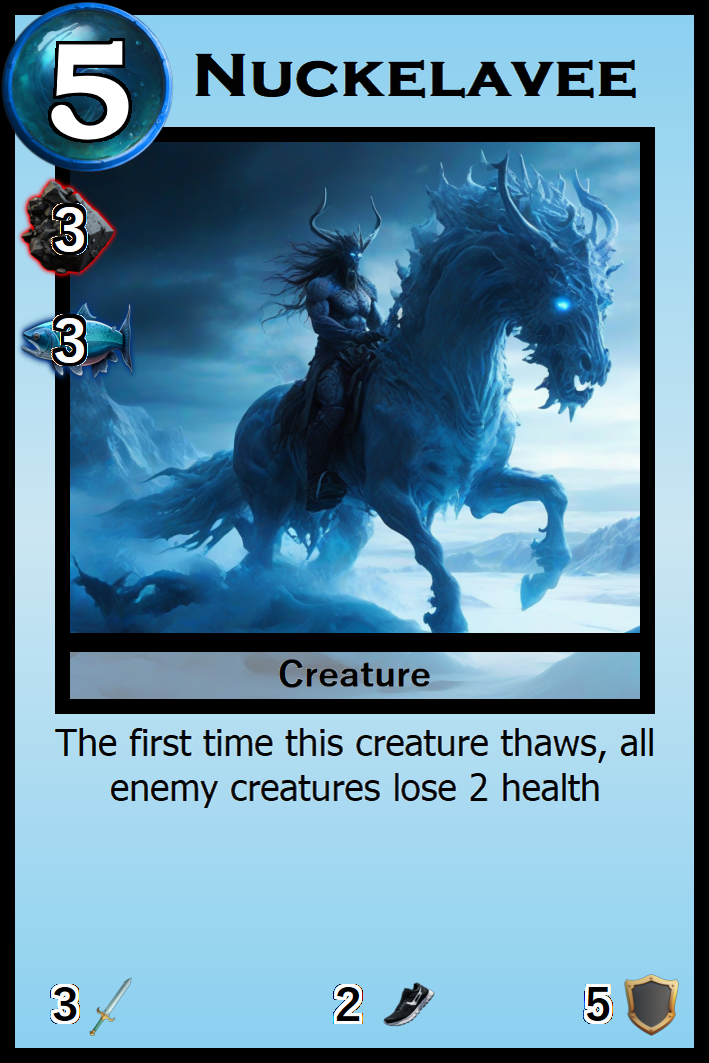 5
Nuckelavee
3
3
Creature
The first time this creature thaws, all
enemy creatures lose 2 health
3 2 5